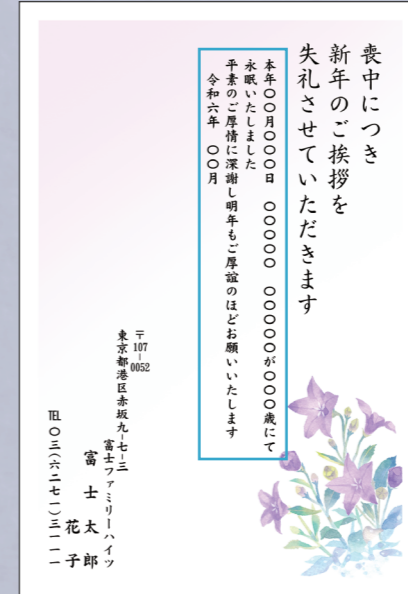 喪中につき
新年のご挨拶を
失礼させていただきます
本年〇〇月〇〇〇日　〇〇〇〇〇　〇〇〇〇〇〇が〇〇〇歳にて
永眠いたしました
平素のご厚情に深謝し明年もご厚誼のほどお願いいたします
令和六年　〇〇月
〒107-0052
東京都港区赤坂九-七-三
富士ファミリーハイツ
富士太郎
花子
TEL 〇三(六二七一)三一一一